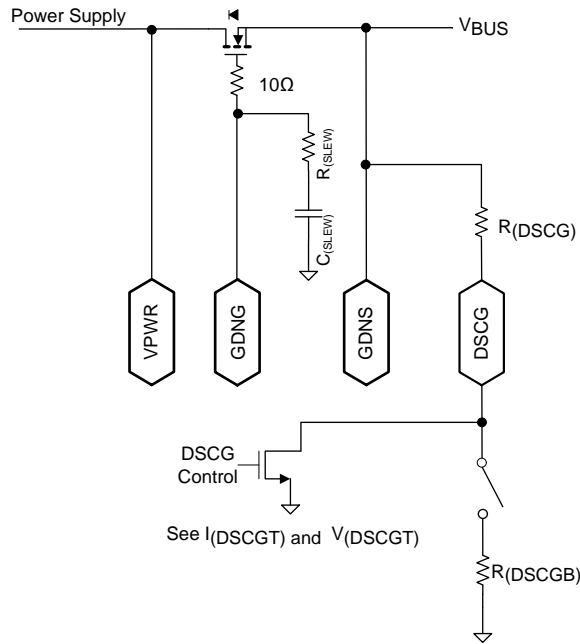 Power Supply
VBUS
10Ω
R(SLEW)
C(SLEW)
R(DSCG)
VPWR
GDNG
GDNS
DSCG
DSCG
Control
See I(DSCGT) and V(DSCGT)
R(DSCGB)